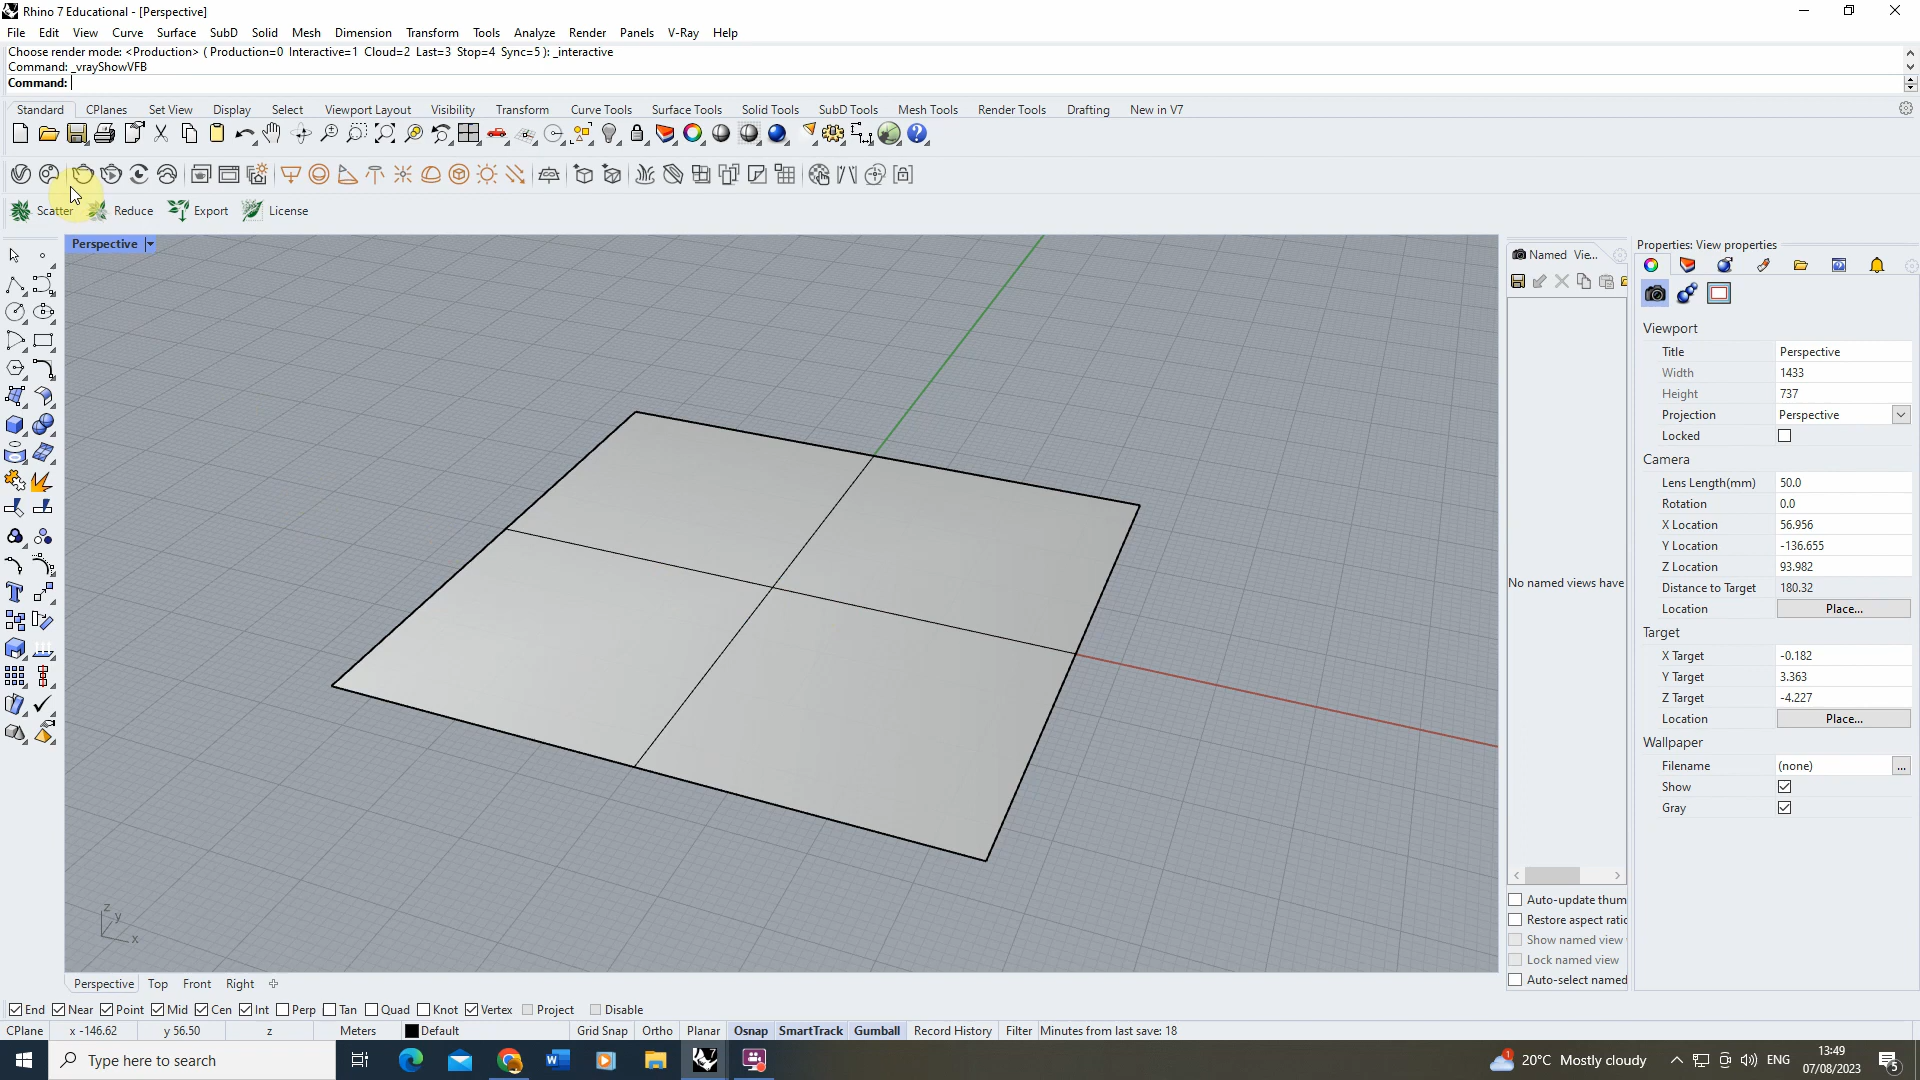 Rhino 7 Educational - [Perspective]
File Edit View Curve Surface SubD Solid Mesh Dimension Transform Tools Analyze Render Panels V-Ray Help
Choose render mode: <Production> ( Production=0 Interactive=1 Cloud=2 Last=3 Stop=4 Sync=5 ): _interactive
Command: _vrayShowVFB
Command:
Standard CPlanes Set View Display Select Viewport Layout Visibility Transform Curve Tools Surface Tools Solid Tools SubD Tools Mesh Tools Render Tools Drafting New in V7
Scatter Reduce Export License
Perspective
Named Vie...
Properties: View properties
Viewport
Title Perspective
Width 1433
Height 737
Projection Perspective
Locked
Camera
Lens Length(mm) 50.0
Rotation 0.0
X Location 56.956
Y Location -136.655
Z Location 93.982
Distance to Target 180.32
Location Place...
Target
X Target -0.182
Y Target 3.363
Z Target -4.227
Location Place...
Wallpaper
Filename (none) ...
Show
Gray
No named views have
Auto-update thum
Restore aspect ratio
Show named view
Lock named view
Auto-select named
z
y
x
Perspective Top Front Right
End Near Point Mid Cen Int Perp Tan Quad Knot Vertex Project Disable
CPlane x -146.62 y 56.50 z Meters Default Grid Snap Ortho Planar Osnap SmartTrack Gumball Record History Filter Minutes from last save: 18
Type here to search
20°C Mostly cloudy
ENG
13:49
07/08/2023
5